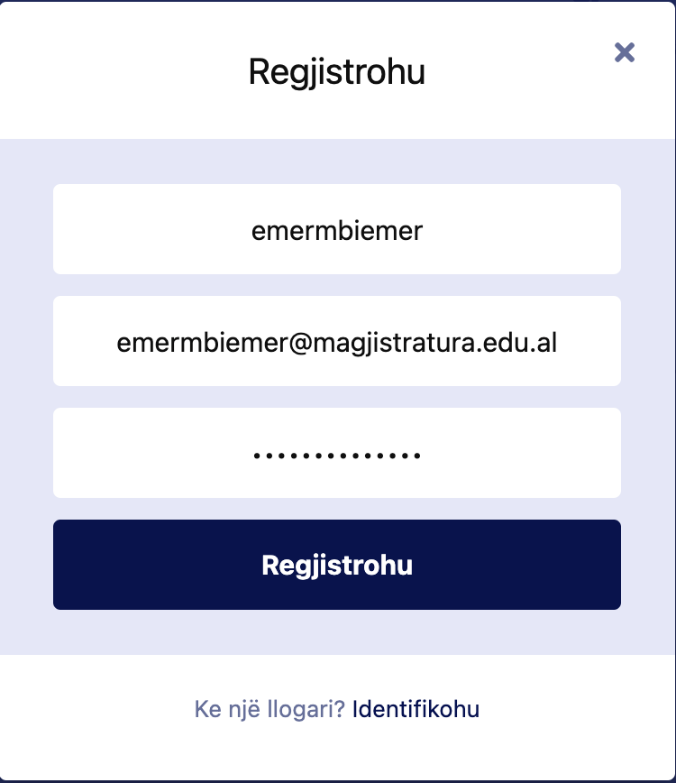 Regjistrohu
emermbiemer
emermbiemer@magjistratura.edu.al
••••••••••••••
Regjistrohu
Ke një llogari? Identifikohu